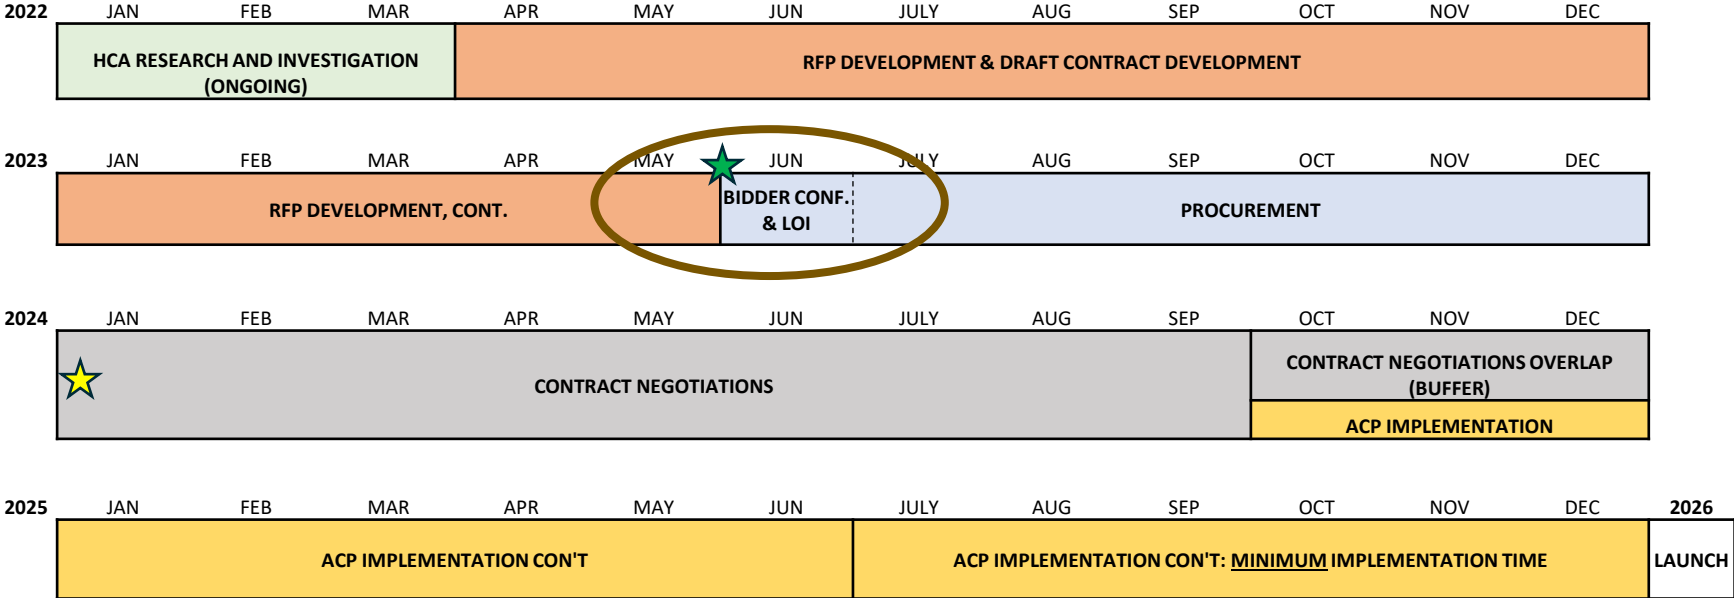 2022 JAN FEB MAR APR MAY JUN JULY AUG SEP OCT NOV DEC
HCA RESEARCH AND INVESTIGATION
(ONGOING)
RFP DEVELOPMENT & DRAFT CONTRACT DEVELOPMENT
2023 JAN FEB MAR APR MAY JUN JULY AUG SEP OCT NOV DEC
RFP DEVELOPMENT, CONT.
BIDDER CONF.
& LOI
PROCUREMENT
2024 JAN FEB MAR APR MAY JUN JULY AUG SEP OCT NOV DEC
CONTRACT NEGOTIATIONS
CONTRACT NEGOTIATIONS OVERLAP
(BUFFER)
ACP IMPLEMENTATION
2025 JAN FEB MAR APR MAY JUN JULY AUG SEP OCT NOV DEC 2026
ACP IMPLEMENTATION CON'T
ACP IMPLEMENTATION CON'T: MINIMUM IMPLEMENTATION TIME
LAUNCH